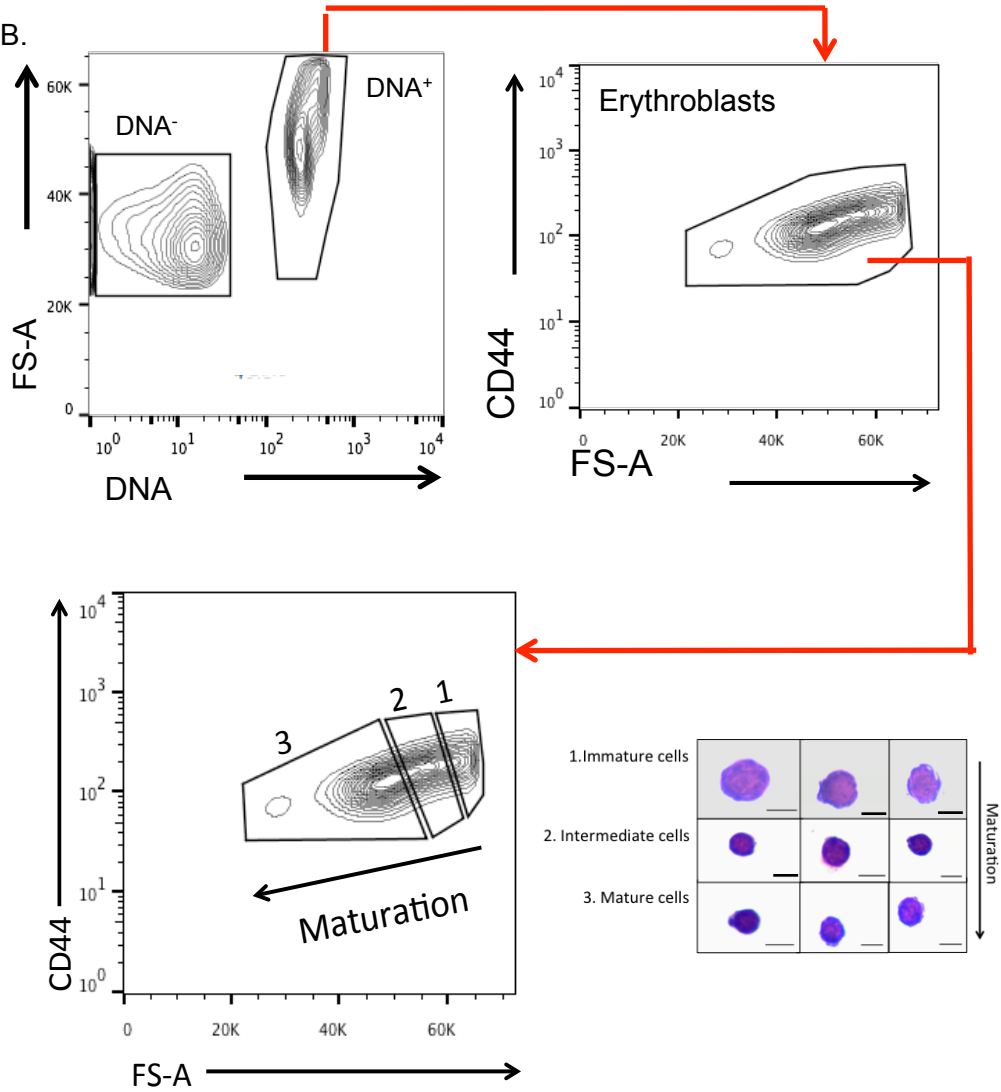 B.
DNA⁻
DNA⁺
FS-A
60K
40K
20K
0
10⁰ 10¹ 10² 10³ 10⁴
DNA
Erythroblasts
CD44
10⁴
10³
10²
10¹
10⁰
0 20K 40K 60K
FS-A
CD44
10⁴
10³
10²
10¹
10⁰
3 2 1
Maturation
0 20K 40K 60K
FS-A
1.Immature cells
2. Intermediate cells
3. Mature cells
Maturation